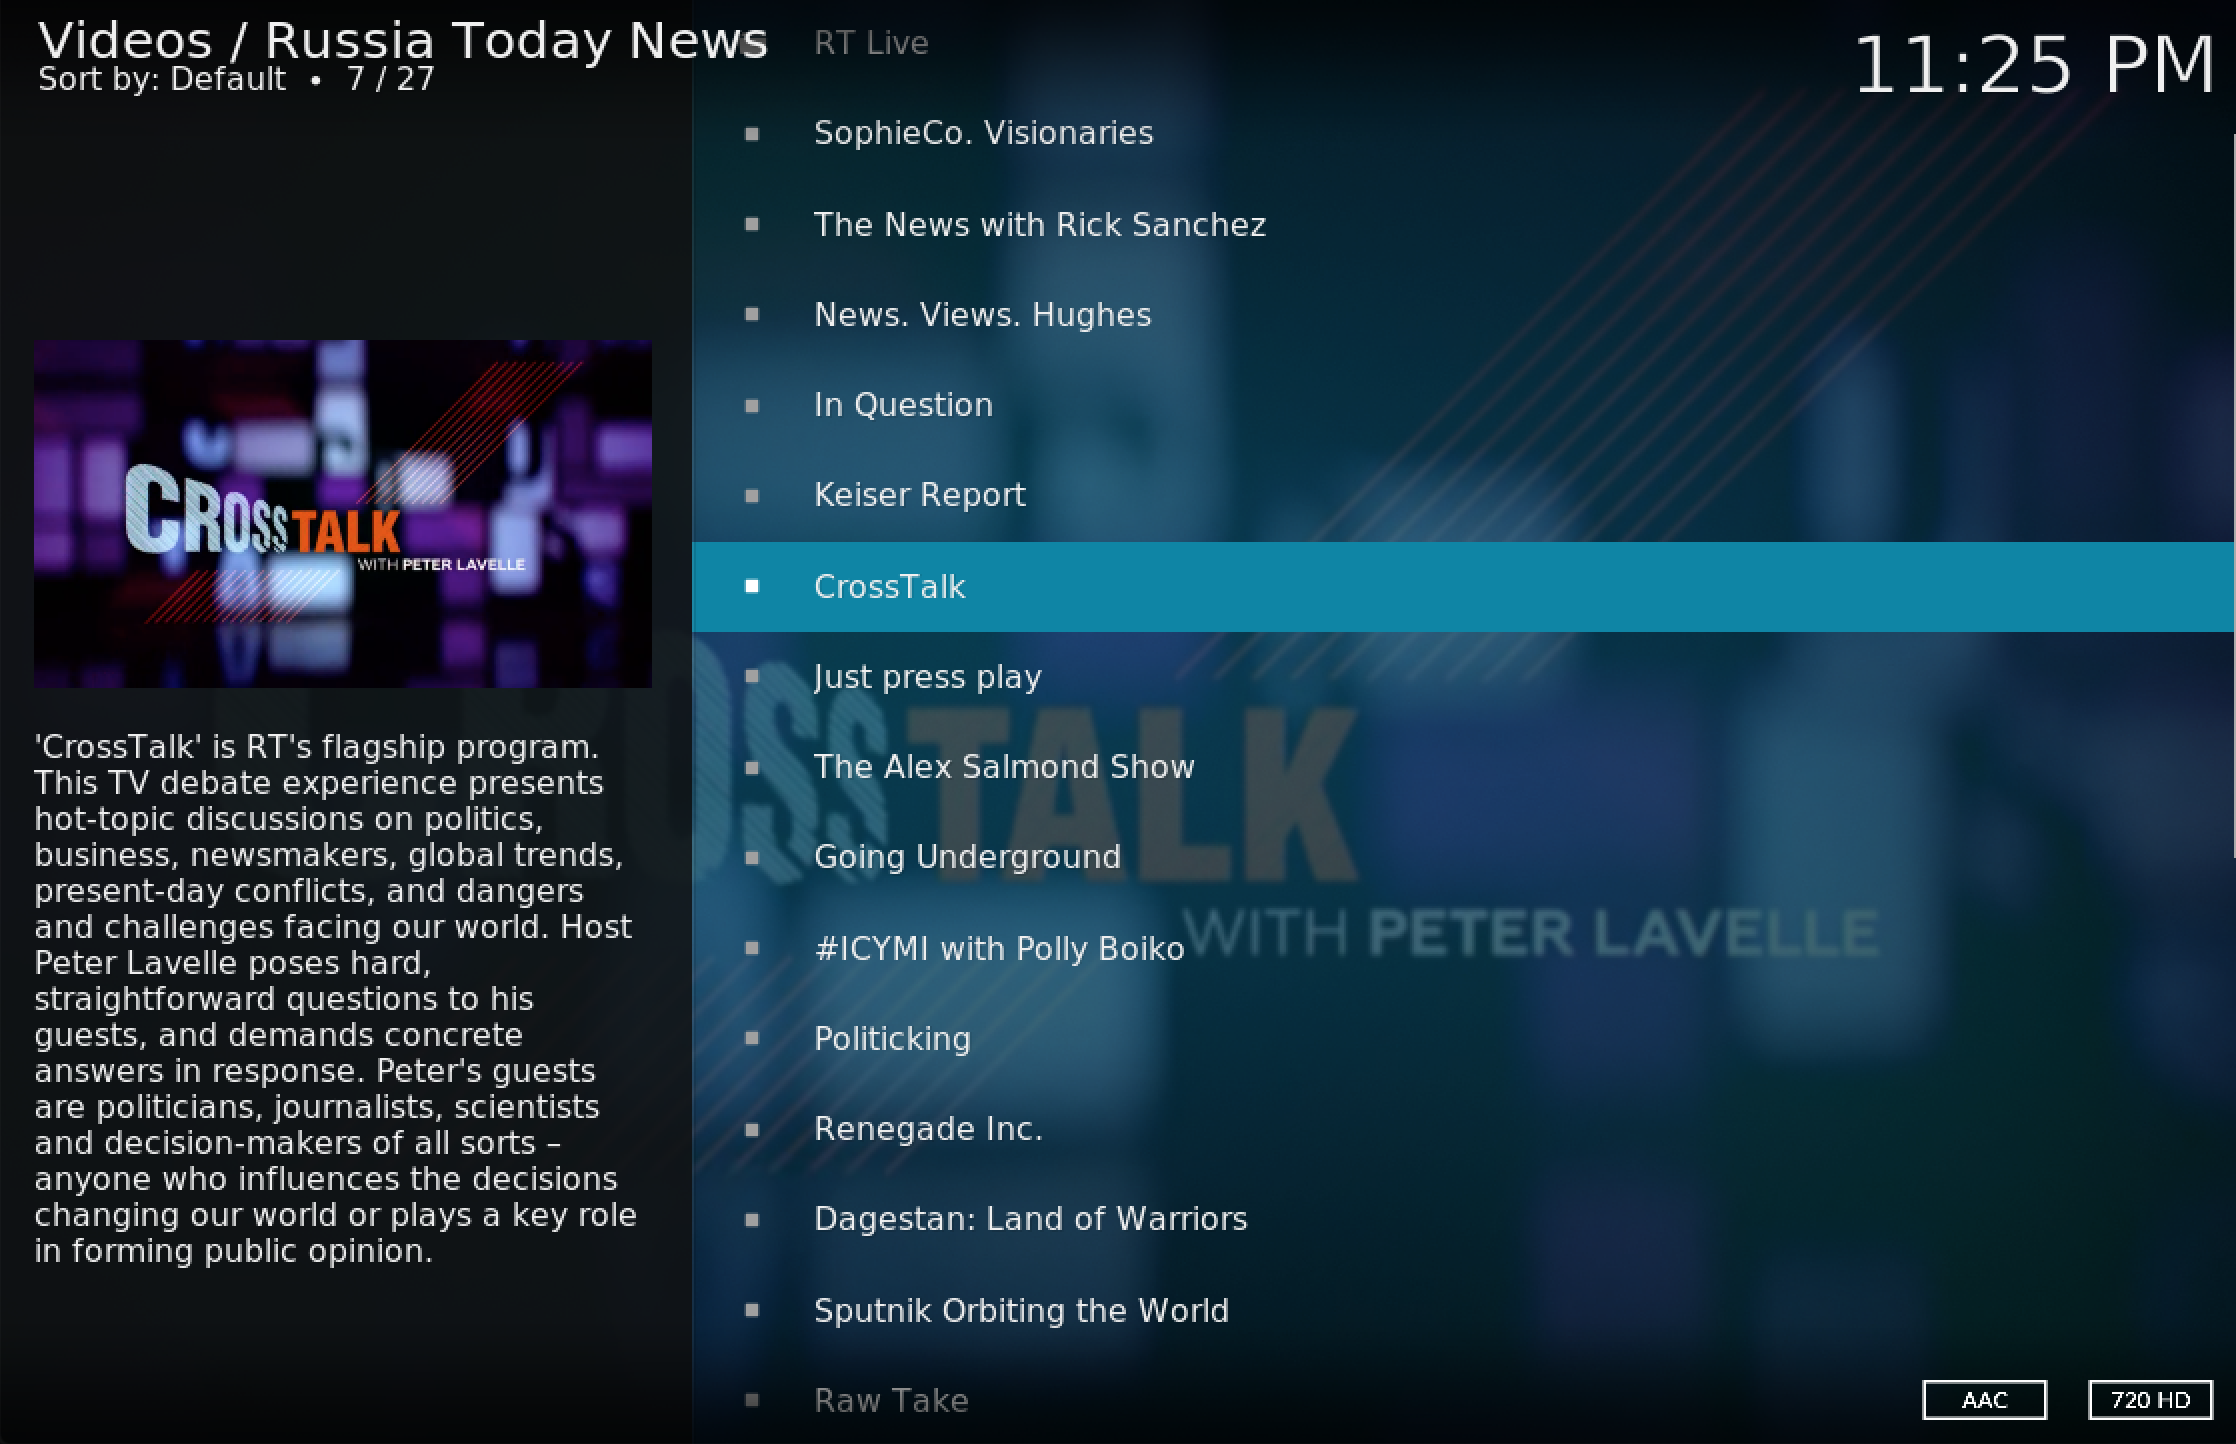 Videos / Russia Today News
Sort by: Default • 7 / 27
11:25 PM
CROSSTALK
WITH PETER LAVELLE
'CrossTalk' is RT's flagship program.
This TV debate experience presents
hot-topic discussions on politics,
business, newsmakers, global trends,
present-day conflicts, and dangers
and challenges facing our world. Host
Peter Lavelle poses hard,
straightforward questions to his
guests, and demands concrete
answers in response. Peter's guests
are politicians, journalists, scientists
and decision-makers of all sorts –
anyone who influences the decisions
changing our world or plays a key role
in forming public opinion.
RT Live
SophieCo. Visionaries
The News with Rick Sanchez
News. Views. Hughes
In Question
Keiser Report
CrossTalk
Just press play
The Alex Salmond Show
Going Underground
#ICYMI with Polly Boiko
Politicking
Renegade Inc.
Dagestan: Land of Warriors
Sputnik Orbiting the World
Raw Take
CROSSTALK
WITH PETER LAVELLE
AAC
720 HD